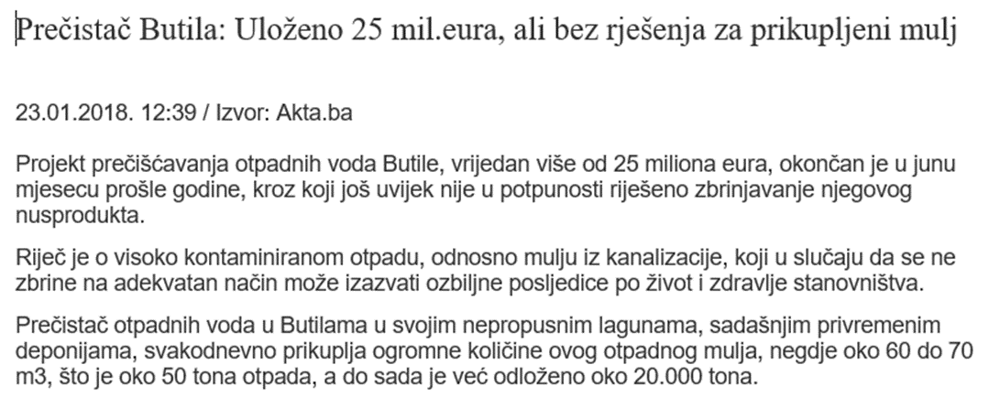 Prečistač Butila: Uloženo 25 mil.eura, ali bez rješenja za prikupljeni mulj
23.01.2018. 12:39 / Izvor: Akta.ba
Projekt prečišćavanja otpadnih voda Butile, vrijedan više od 25 miliona eura, okončan je u junu
mjesecu prošle godine, kroz koji još uvijek nije u potpunosti riješeno zbrinjavanje njegovog
nusprodukta.
Riječ je o visoko kontaminiranom otpadu, odnosno mulju iz kanalizacije, koji u slučaju da se ne
zbrine na adekvatan način može izazvati ozbiljne posljedice po život i zdravlje stanovništva.
Prečistač otpadnih voda u Butilama u svojim nepropusnim lagunama, sadašnjim privremenim
deponijama, svakodnevno prikuplja ogromne količine ovog otpadnog mulja, negdje oko 60 do 70
m3, što je oko 50 tona otpada, a do sada je već odloženo oko 20.000 tona.